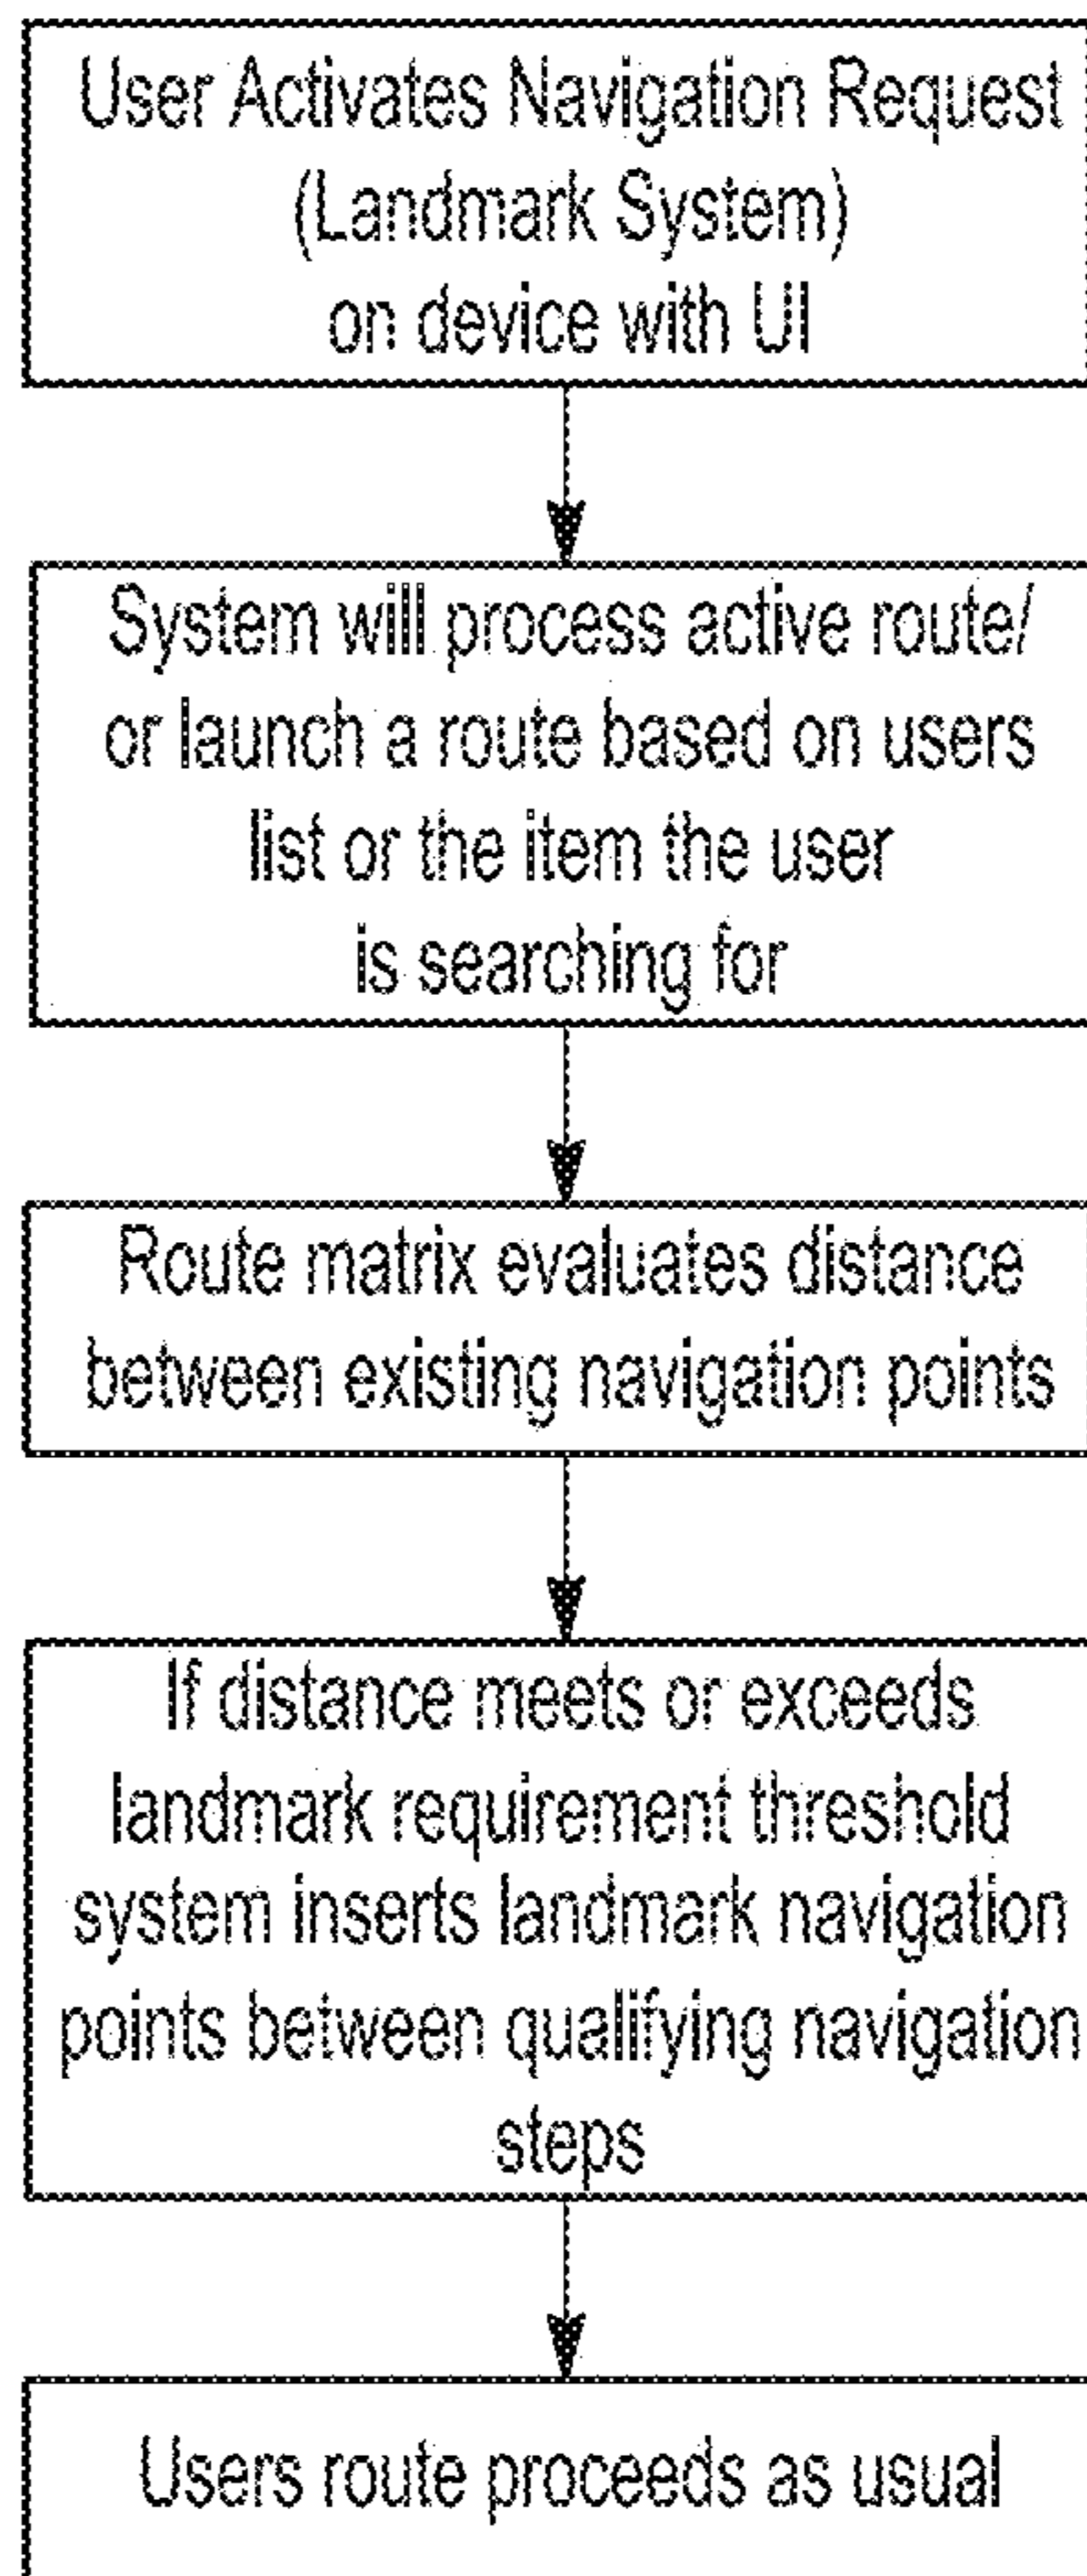 User Activates Navigation Request
(Landmark System)
on device with UI
System will process active route/
or launch a route based on users
list or the item the user
is searching for
Route matrix evaluates distance
between existing navigation points
If distance meets or exceeds
landmark requirement threshold
system inserts landmark navigation
points between qualifying navigation
steps
Users route proceeds as usual